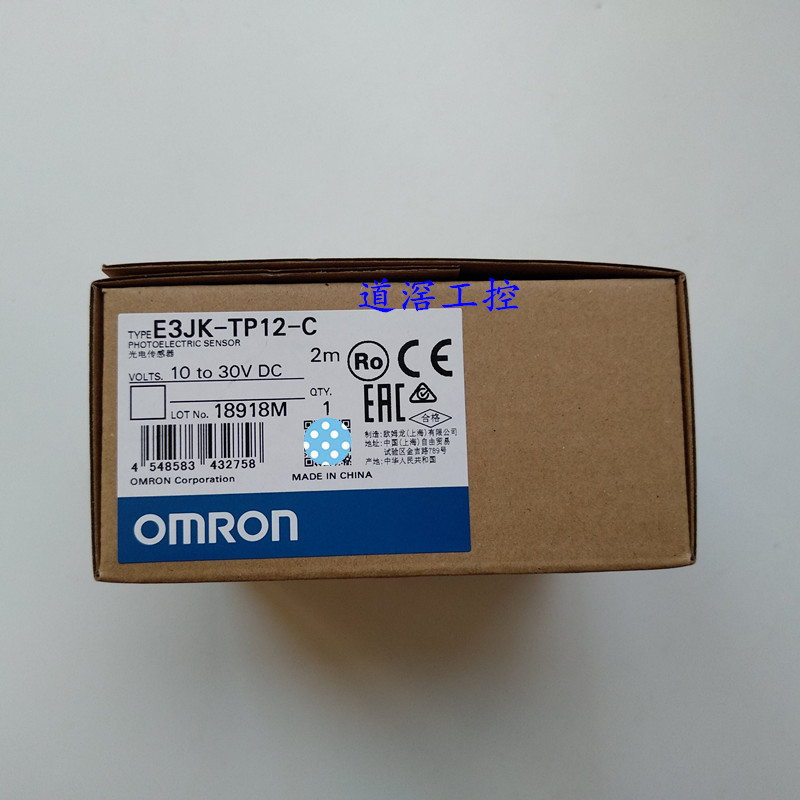 道滘工控
TYPE E3JK-TP12-C
PHOTOELECTRIC SENSOR
光电传感器
2m
Ro
CE
VOLTS. 10 to 30V DC
QTY.
1
EAC
合格
LOT No. 18918M
制造: 欧姆龙(上海)有限公司
地址: 中国(上海)自由贸易
试验区金吉路789号
产地: 中华人民共和国
4 548583 432758
OMRON Corporation
MADE IN CHINA
OMRON